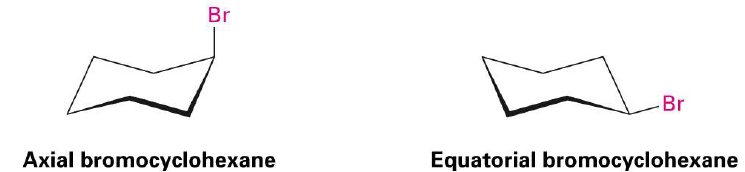 Br
Br
Axial bromocyclohexane
Equatorial bromocyclohexane